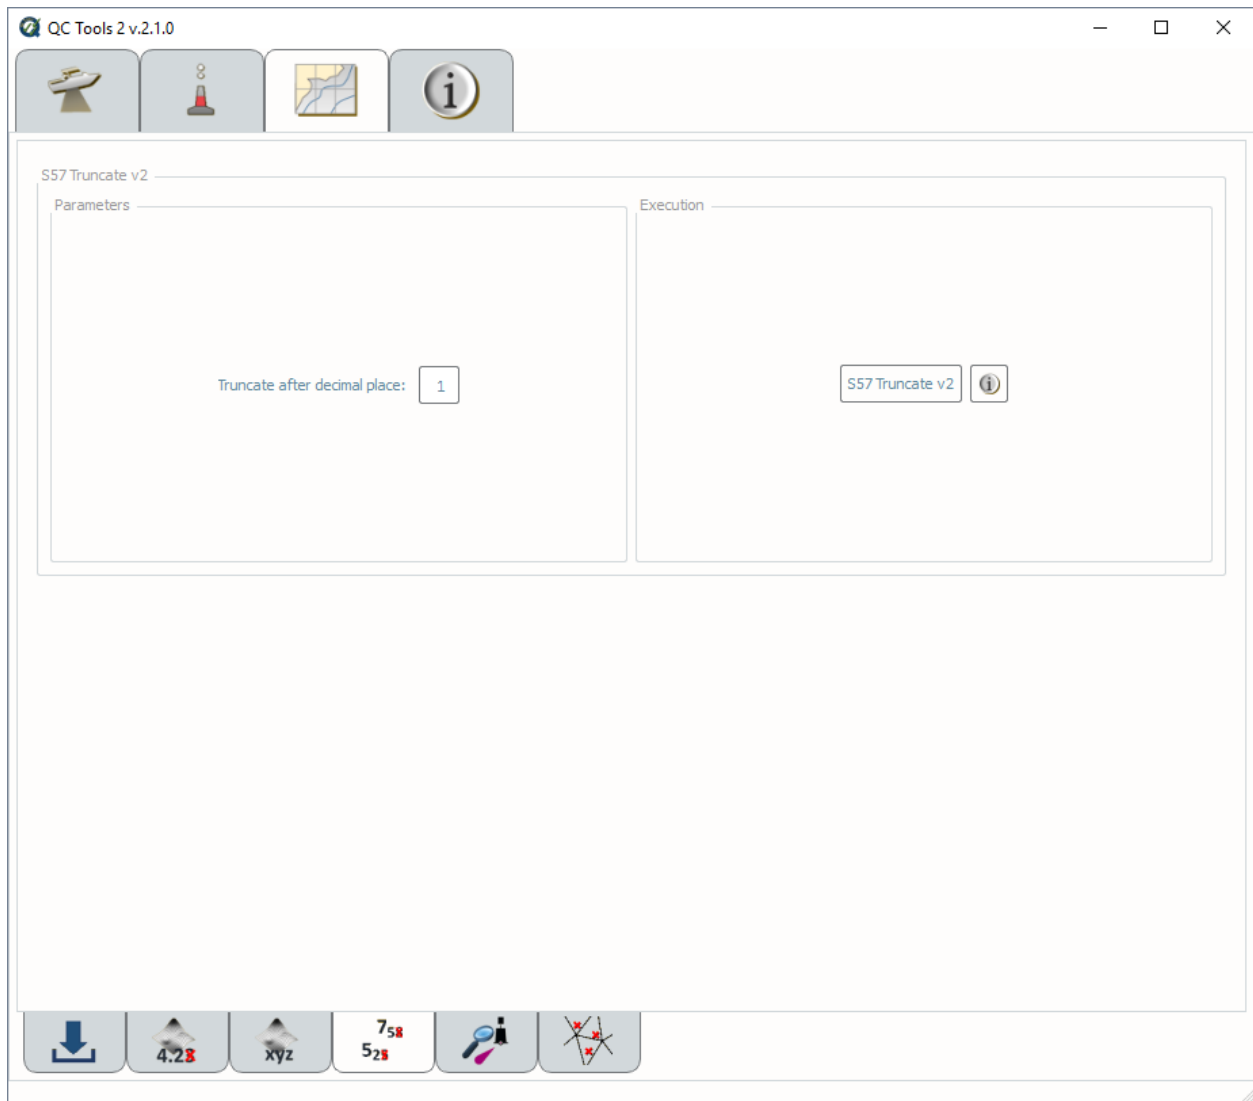 QC Tools 2 v.2.1.0
S57 Truncate v2
Parameters
Execution
Truncate after decimal place: 1
S57 Truncate v2
i
4.28
xyz
758
525